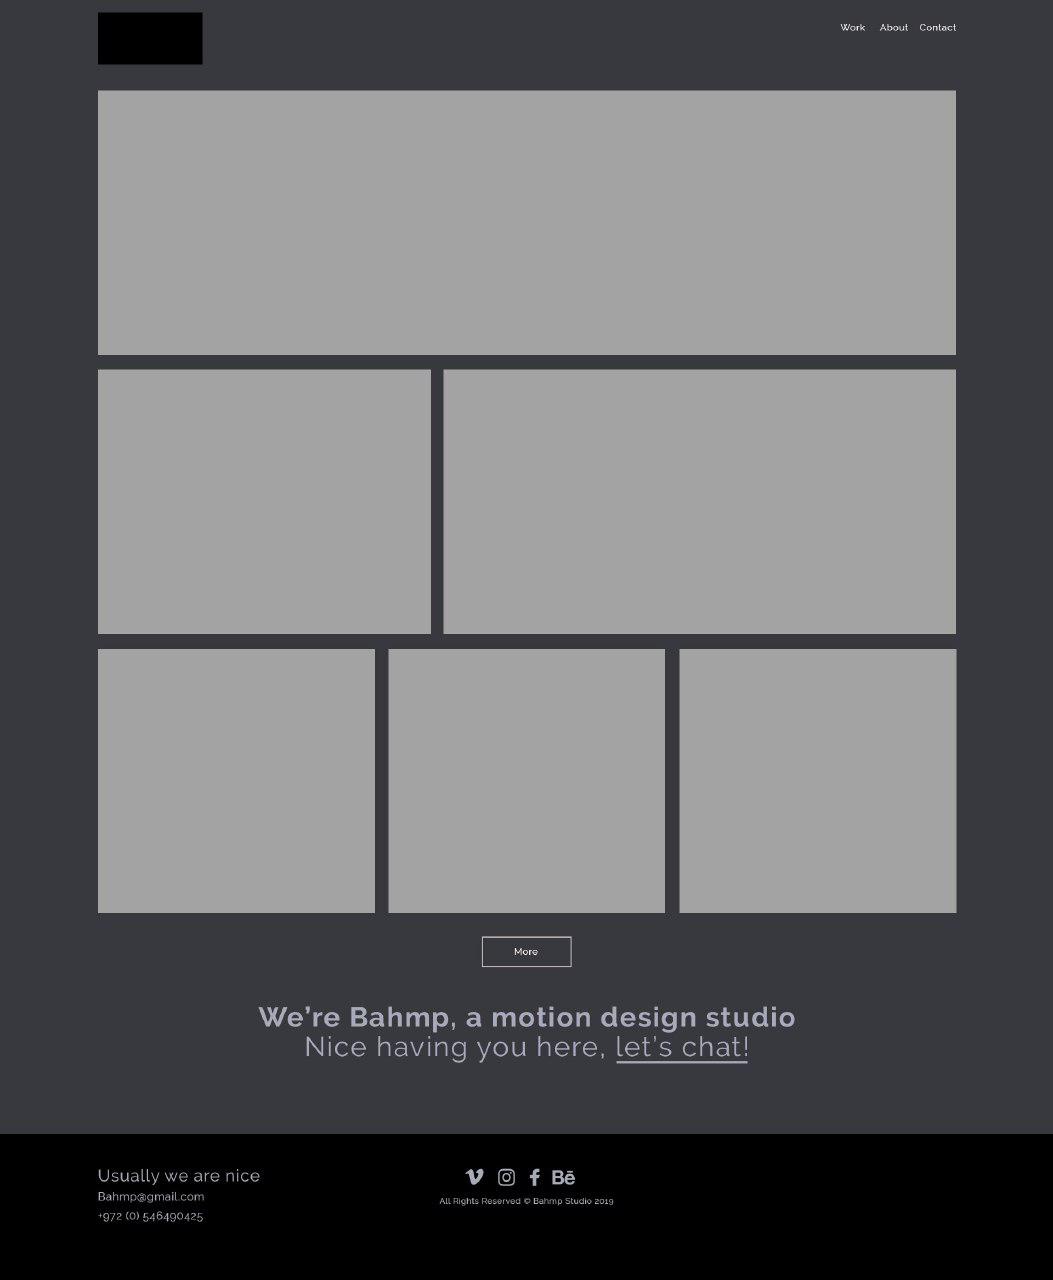 Work About Contact
More
We’re Bahmp, a motion design studio
Nice having you here, let’s chat!
Usually we are nice
Bahmp@gmail.com
+972 (0) 546490425
Bē
All Rights Reserved © Bahmp Studio 2019